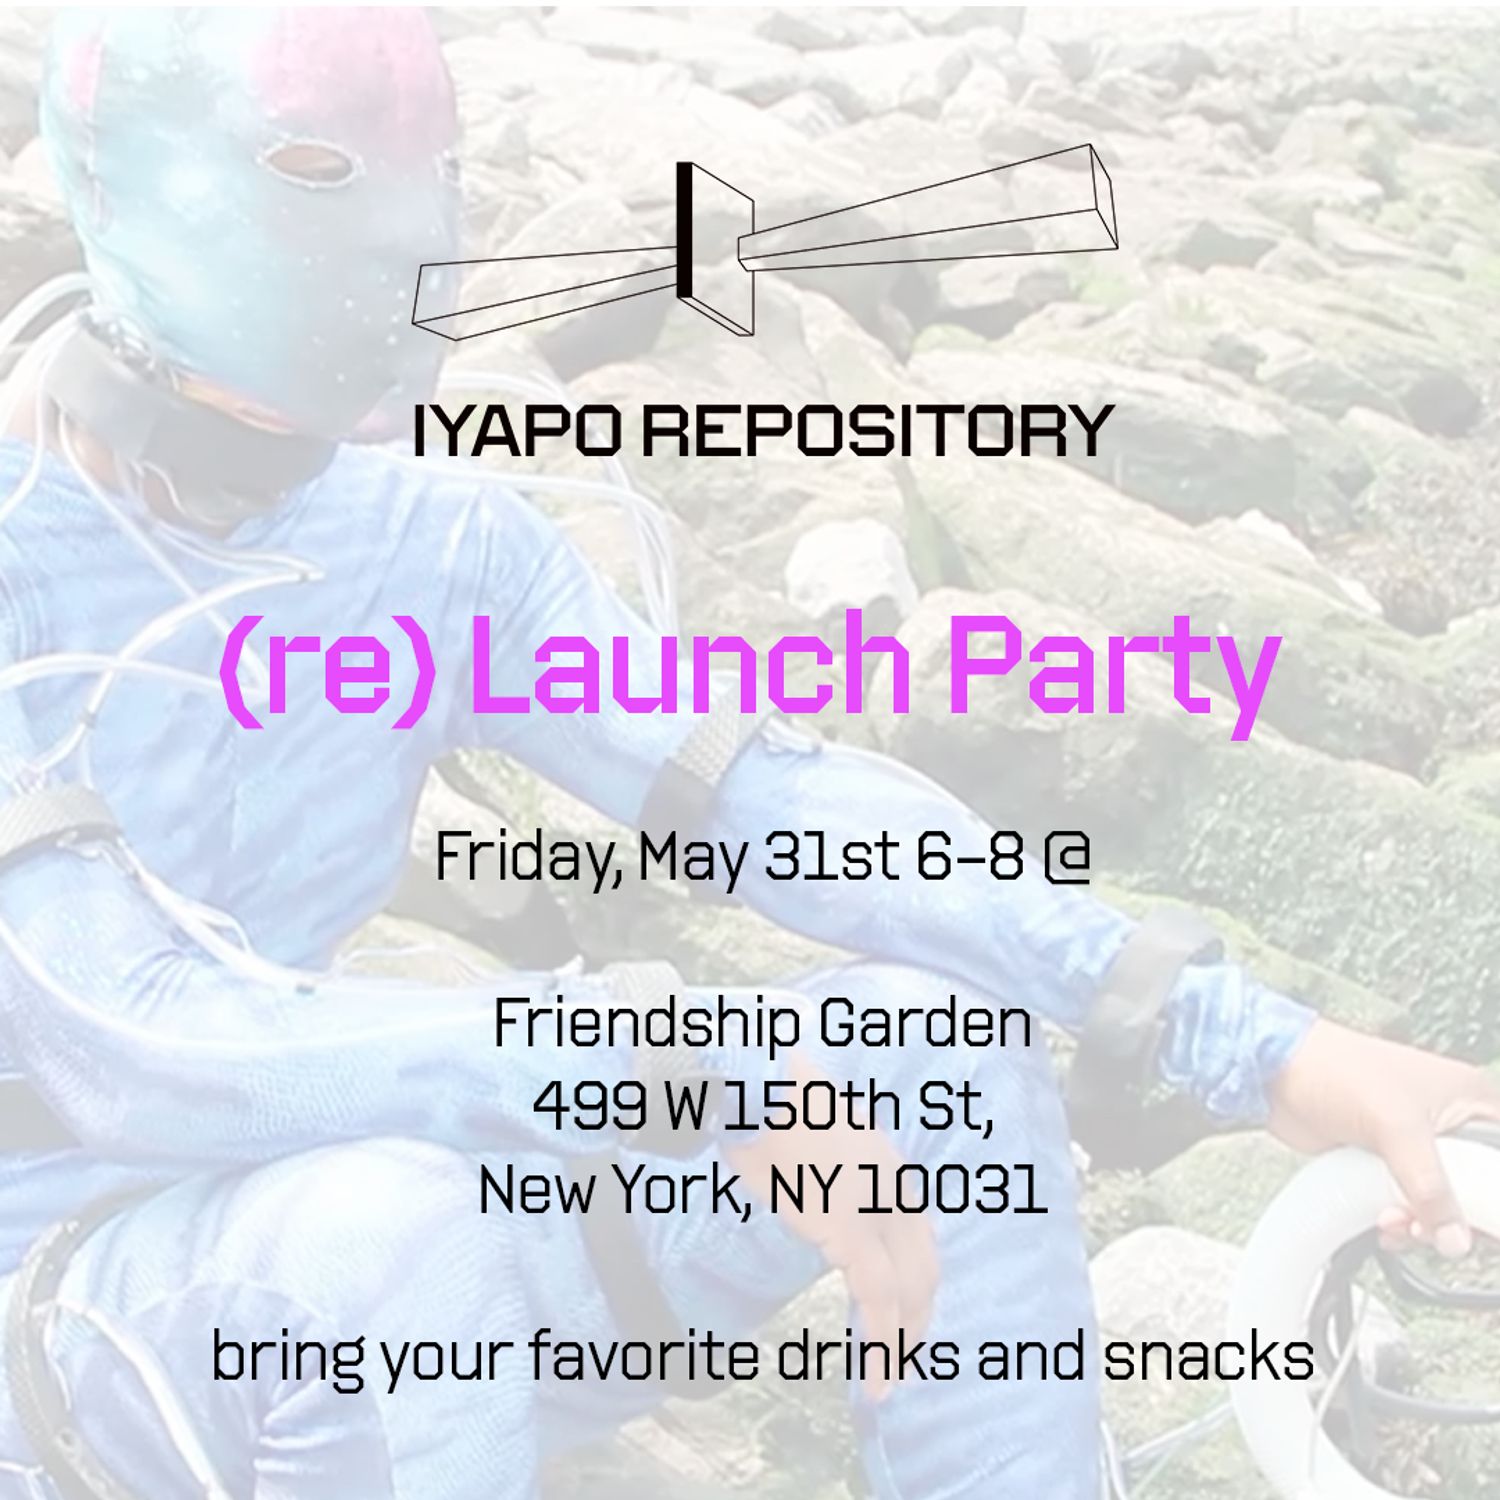 IYAPO REPOSITORY
(re) Launch Party
Friday, May 31st 6-8 @
Friendship Garden
499 W 150th St,
New York, NY 10031
bring your favorite drinks and snacks